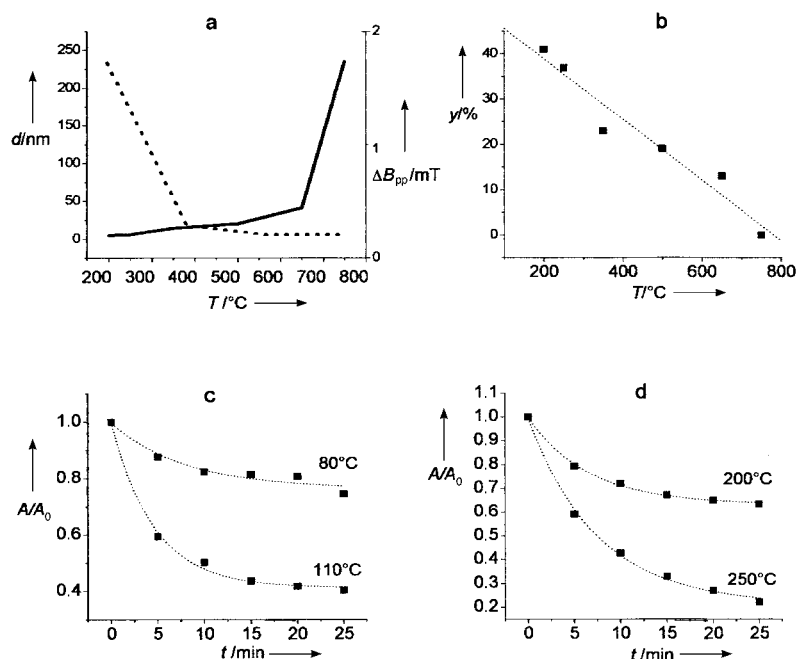 a
250
200
150
100
50
0
d/nm
2
1
0
ΔBpp/mT
200 300 400 500 600 700 800
T/°C
b
40
30
20
10
0
y/%
200 400 600 800
T/°C
c
1.0
0.8
0.6
0.4
A/A0
80°C
110°C
0 5 10 15 20 25
t /min
d
1.1
1.0
0.9
0.8
0.7
0.6
0.5
0.4
0.3
0.2
A/A0
200°C
250°C
0 5 10 15 20 25
t /min